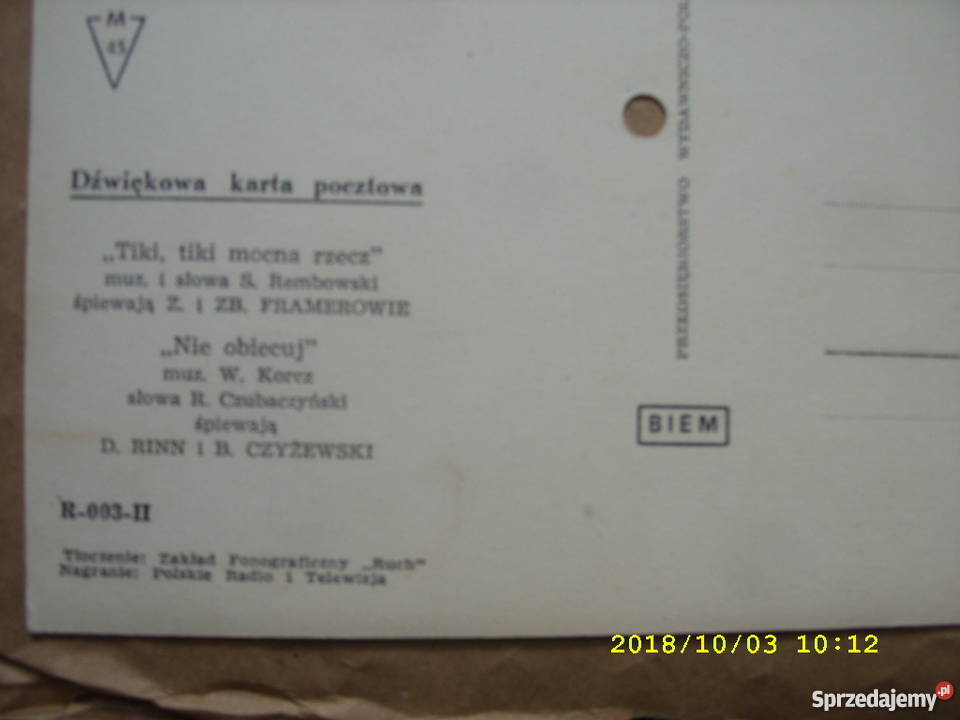 M
45
Dźwiękowa karta pocztowa
„Tiki, tiki mocna rzecz”
muz. i słowa S. Rembowski
śpiewają Z. i ZB. FRAMEROWIE
„Nie obiecuj”
muz. W. Korcz
słowa R. Czubaczyński
śpiewają
D. RINN i B. CZYŻEWSKI
R-003-II
Tłoczenie: Zakład Fonograficzny „Ruch”
Nagranie: Polskie Radio i Telewizja
PRZEDSIĘBIORSTWO WYDAWNICZO-POL
BIEM
2018/10/03 10:12
Sprzedajemy.pl